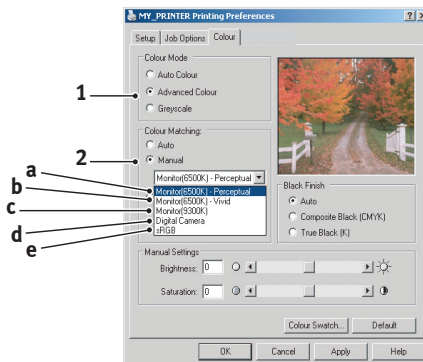 MY_PRINTER Printing Preferences
Setup Job Options Colour
Colour Mode
Auto Colour
1 Advanced Colour
Greyscale
Colour Matching:
Auto
2 Manual
Monitor(6500K) - Perceptual
a Monitor(6500K) - Perceptual
b Monitor(6500K) - Vivid
c Monitor(9300K)
d Digital Camera
e sRGB
Black Finish
Auto
Composite Black (CMYK)
True Black (K)
Manual Settings
Brightness: 0
Saturation: 0
Colour Swatch... Default
OK Cancel Apply Help